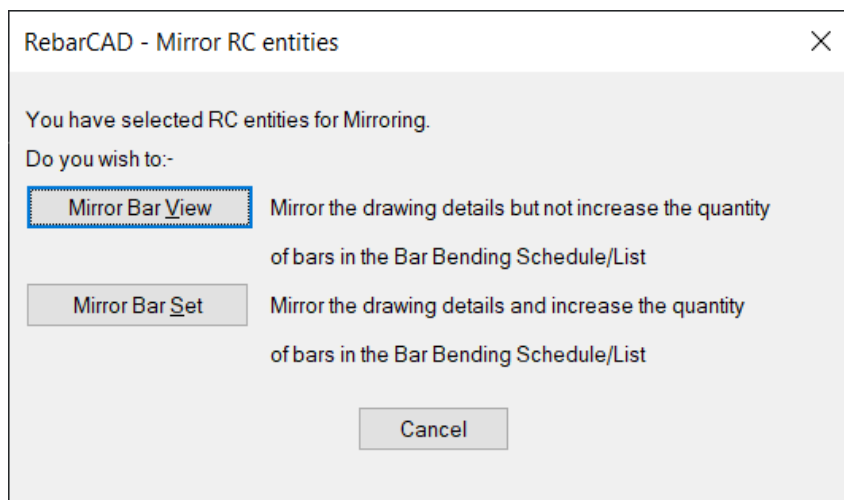 RebarCAD - Mirror RC entities
You have selected RC entities for Mirroring.
Do you wish to:-
Mirror Bar View Mirror the drawing details but not increase the quantity
of bars in the Bar Bending Schedule/List
Mirror Bar Set Mirror the drawing details and increase the quantity
of bars in the Bar Bending Schedule/List
Cancel